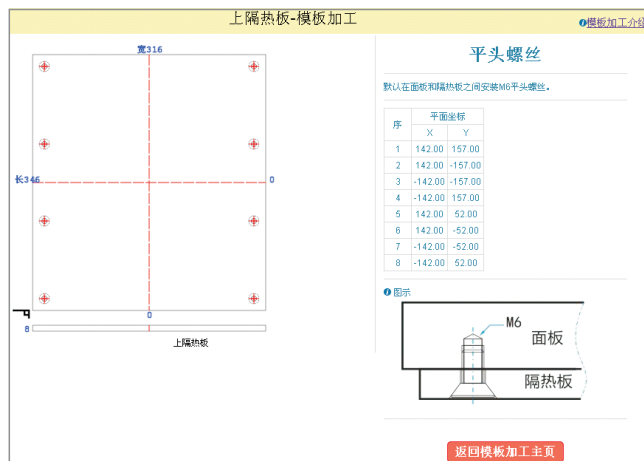 上隔热板-模板加工
模板加工介绍
宽316
长346
0
0
8
上隔热板
平头螺丝
默认在面板和隔热板之间安装M6平头螺丝。
序 平面坐标
X Y
1 142.00 157.00
2 142.00 -157.00
3 -142.00 -157.00
4 -142.00 157.00
5 142.00 52.00
6 142.00 -52.00
7 -142.00 -52.00
8 -142.00 52.00
图示
M6
面板
隔热板
返回模板加工主页